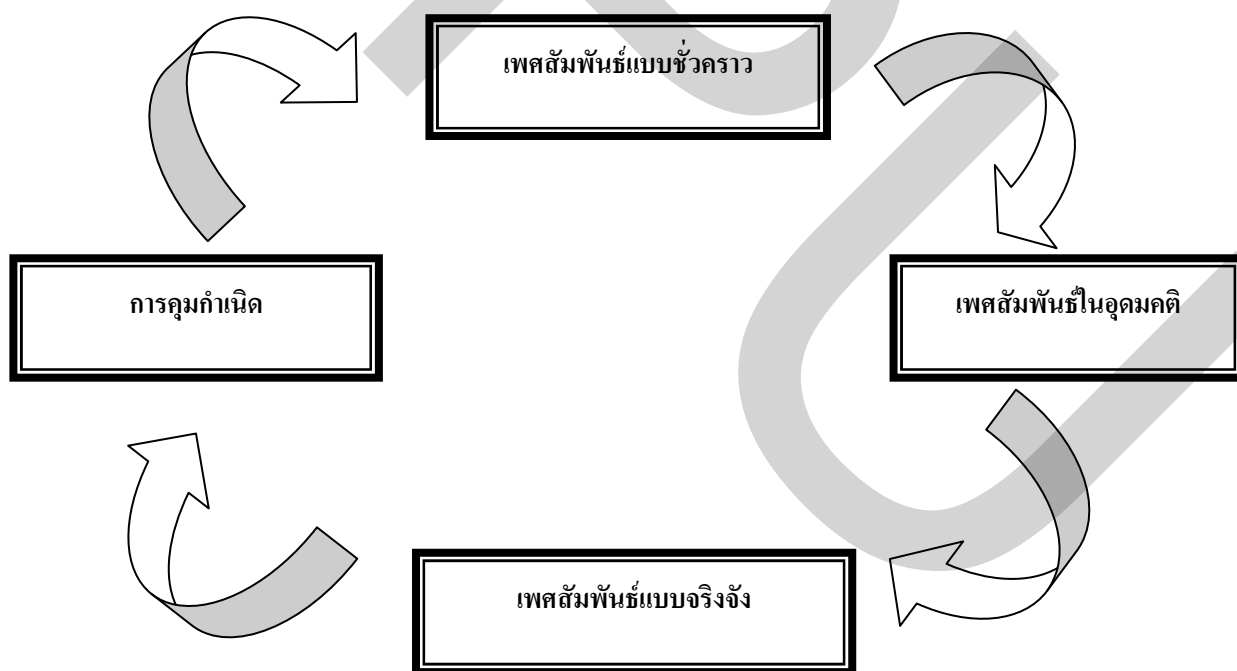 เพศสัมพันธ์แบบชั่วคราว
การคุมกำเนิด
เพศสัมพันธ์ในอุดมคติ
เพศสัมพันธ์แบบจริงจัง